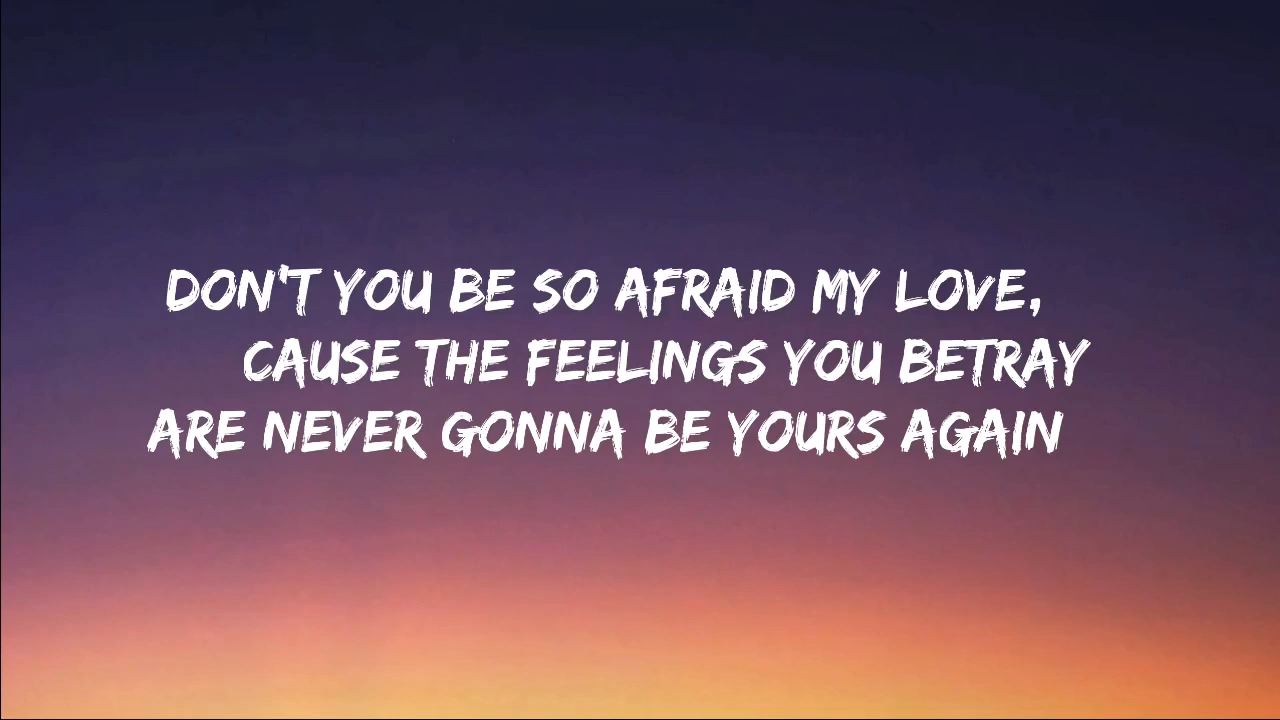 DON'T YOU BE SO AFRAID MY LOVE,
CAUSE THE FEELINGS YOU BETRAY
ARE NEVER GONNA BE YOURS AGAIN